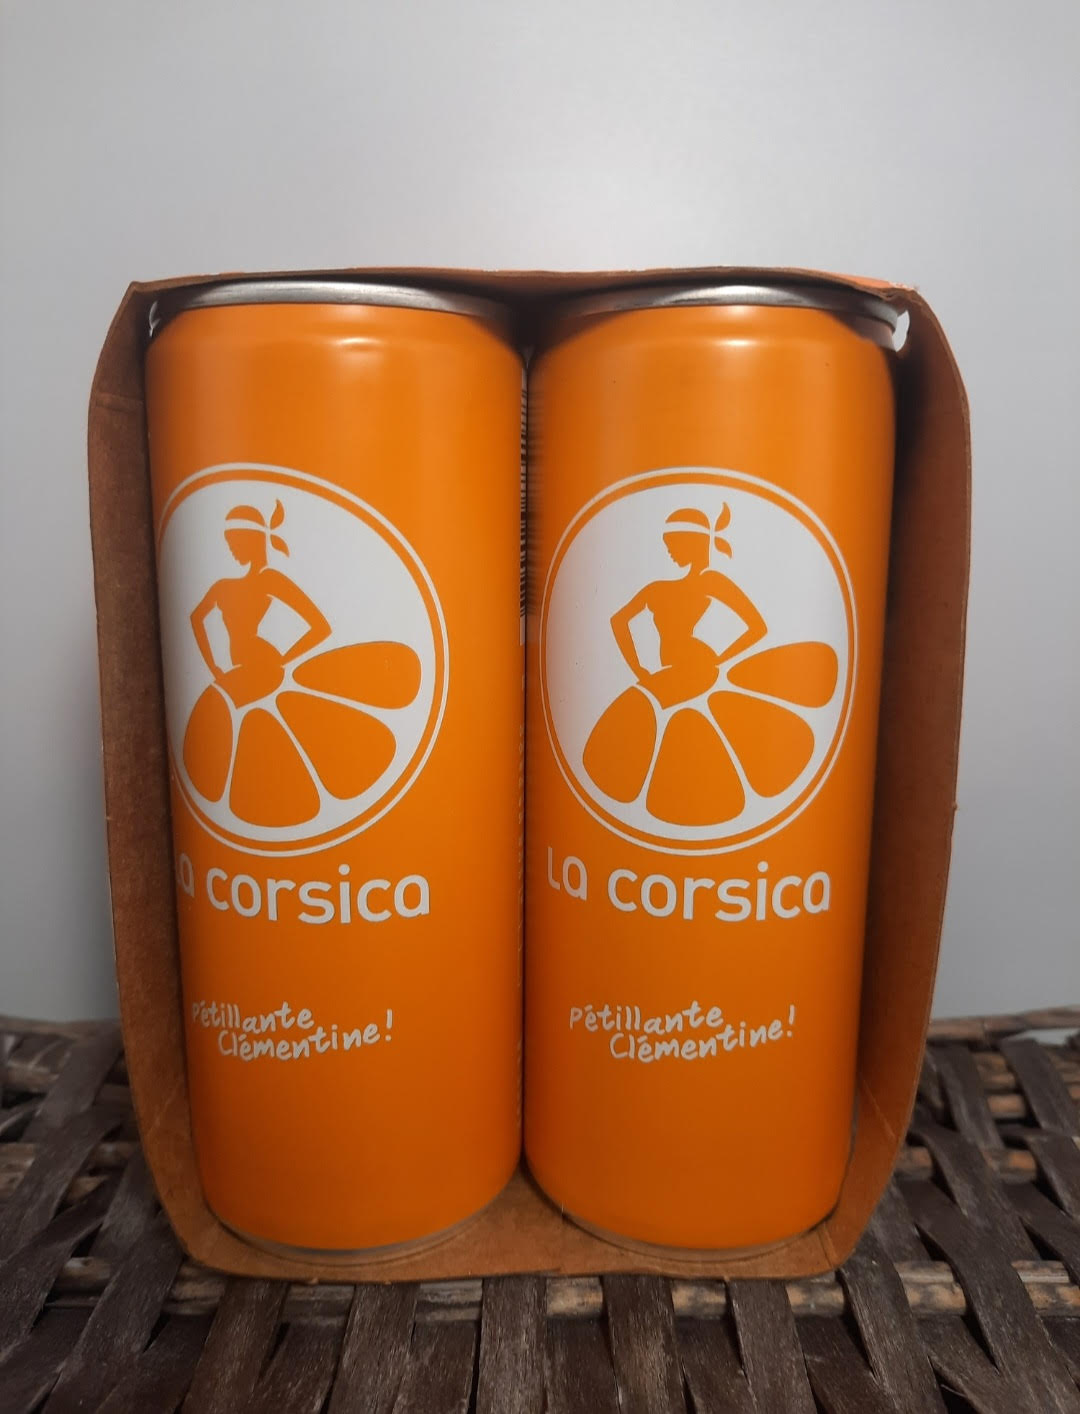 La corsica
Pétillante
Clémentine!
La corsica
Pétillante
Clémentine!